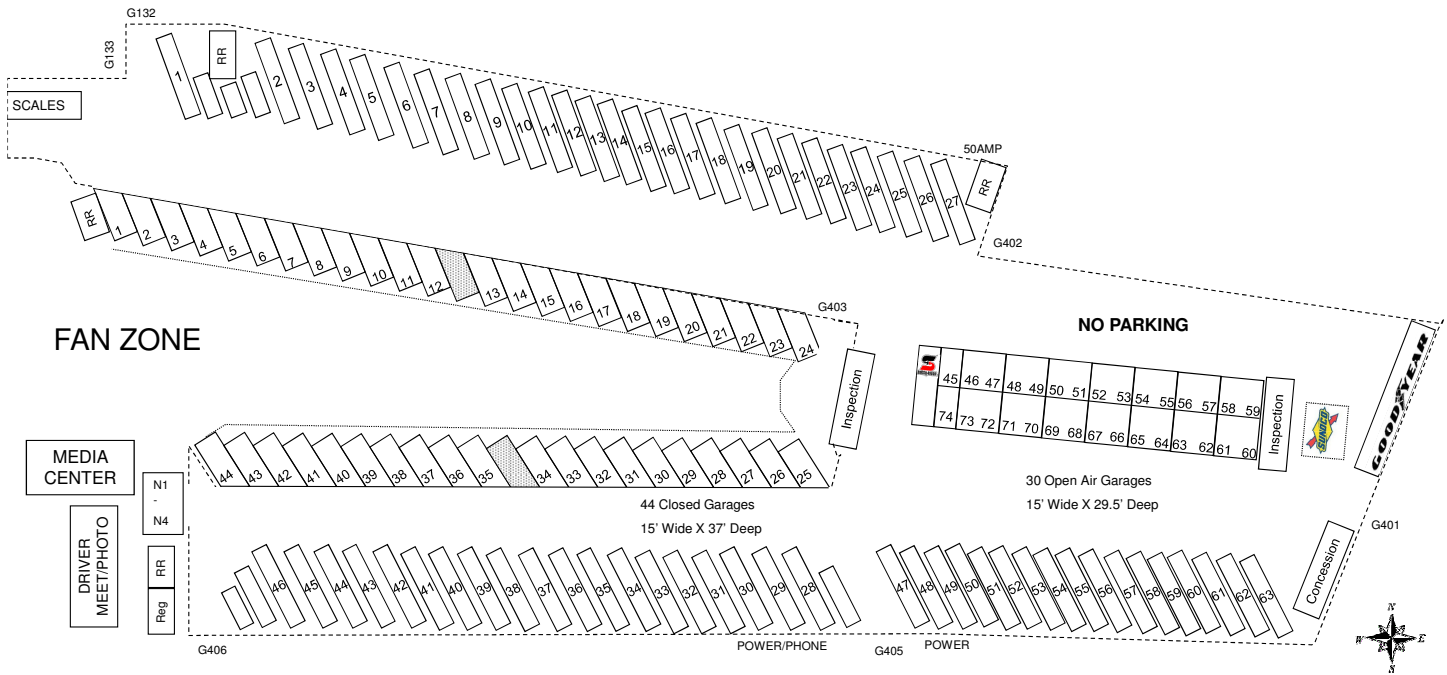 G132
G133
RR
SCALES
1
2
3
4
5
6
7
8
9
10
11
12
13
14
15
16
17
18
19
20
21
22
23
24
25
26
27
50AMP
RR
G402
RR
1
2
3
4
5
6
7
8
9
10
11
12
13
14
15
16
17
18
19
20
21
22
23
24
G403
FAN ZONE
NO PARKING
Inspection
45 46 47 48 49 50 51 52 53 54 55 56 57 58 59
74 73 72 71 70 69 68 67 66 65 64 63 62 61 60
Inspection
SUNOCO
GOODYEAR
MEDIA
CENTER
N1
-
N4
44 43 42 41 40 39 38 37 36 35 34 33 32 31 30 29 28 27 26 25
44 Closed Garages
15’ Wide X 37’ Deep
30 Open Air Garages
15’ Wide X 29.5’ Deep
G401
DRIVER
MEET/PHOTO
RR
Reg
46 45 44 43 42 41 40 39 38 37 36 35 34 33 32 31 30 29 28
47 48 49 50 51 52 53 54 55 56 57 58 59 60 61 62 63
Concession
G406
POWER/PHONE
G405
POWER
N
W E
S